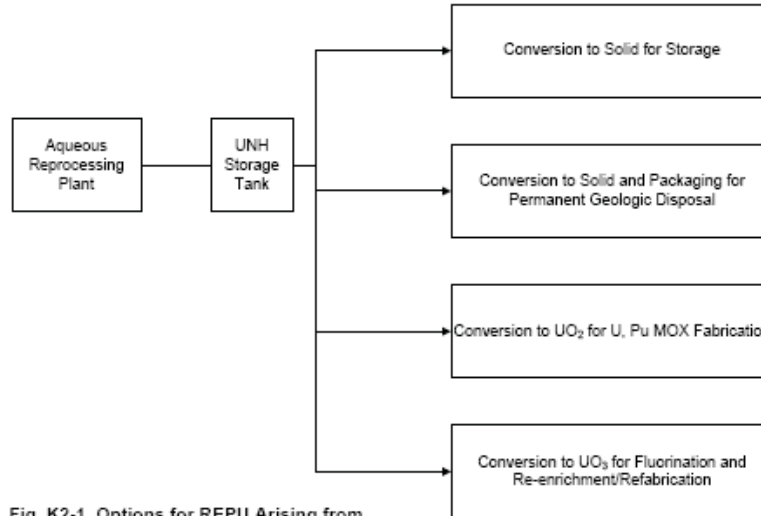 Conversion to Solid for Storage
Aqueous
Reprocessing
Plant
UNH
Storage
Tank
Conversion to Solid and Packaging for
Permanent Geologic Disposal
Conversion to UO₂ for U, Pu MOX Fabricatio
Conversion to UO₃ for Fluorination and
Re-enrichment/Refabrication
Fig. K2-1. Options for REPU Arising from